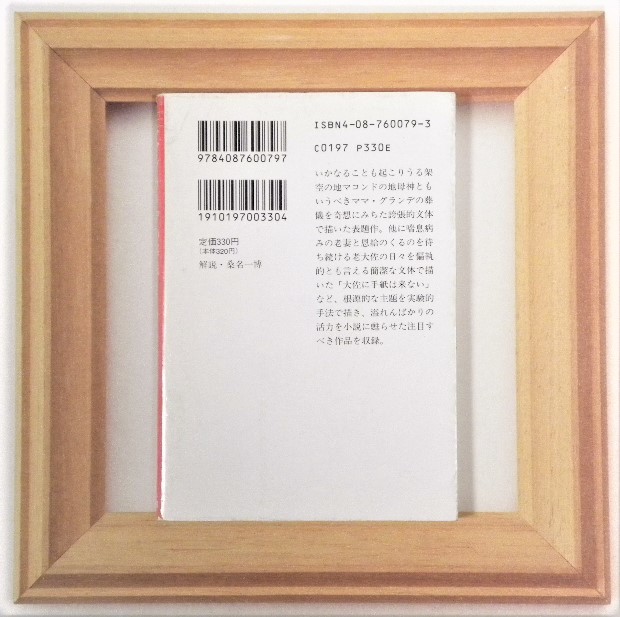 ISBN4-08-760079-3
C0197 P330E
9784087600797
1910197003304
定価330円
(本体320円)
解説・桑名一博
いかなることも起こりうる架
空の地マコンドの地母神とも
いうべきママ・グランデの葬
儀を奇想にみちた誇張的文体
で描いた表題作。他に喘息病
みの老妻と恩給のくるのを待
ち続ける老大佐の日々を偏執
的とも言える簡潔な文体で描
いた「大佐に手紙は来ない」
など、根源的な主題を実験的
手法で描き、溢れんばかりの
活力を小説に甦らせた注目す
べき作品を収録。